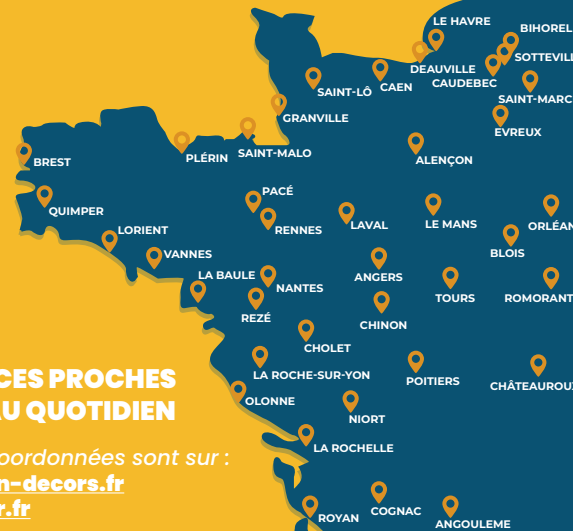 LE HAVRE
BIHOREL
DEAUVILLE
SOTTEVILL
CAUDEBEC
SAINT-LÔ
CAEN
SAINT-MARC
GRANVILLE
EVREUX
BREST
PLÉRIN
SAINT-MALO
ALENÇON
PACÉ
QUIMPER
RENNES
LAVAL
LE MANS
ORLÉAN
LORIENT
VANNES
BLOIS
LA BAULE
NANTES
ANGERS
TOURS
ROMORANT
REZÉ
CHINON
CHOLET
CES PROCHES
AU QUOTIDIEN
LA ROCHE-SUR-YON
POITIERS
CHÂTEAUROUX
OLONNE
NIORT
LA ROCHELLE
oordonnées sont sur :
n-decors.fr
r.fr
ROYAN
COGNAC
ANGOULEME